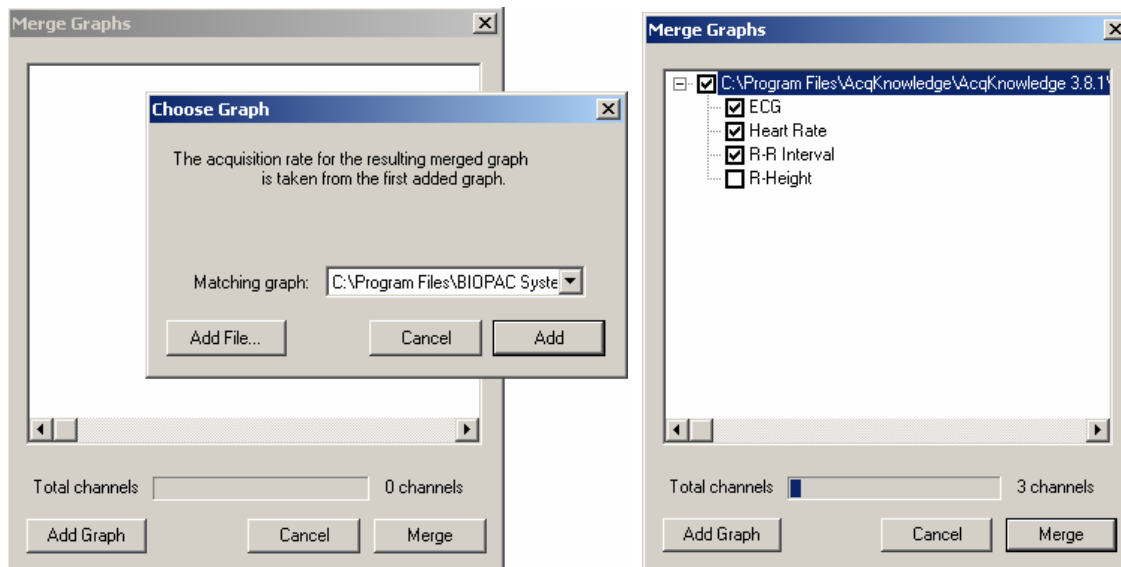 Merge Graphs
Choose Graph
The acquisition rate for the resulting merged graph
is taken from the first added graph.
Matching graph: C:\Program Files\BIOPAC Syste
Add File... Cancel Add
Total channels 0 channels
Add Graph Cancel Merge
Merge Graphs
C:\Program Files\AcqKnowledge\AcqKnowledge 3.8.1\
ECG
Heart Rate
R-R Interval
R-Height
Total channels 3 channels
Add Graph Cancel Merge